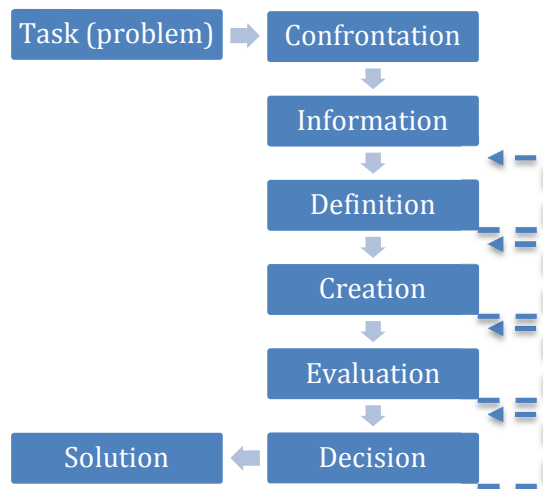 Task (problem)
Confrontation
Information
Definition
Creation
Evaluation
Decision
Solution